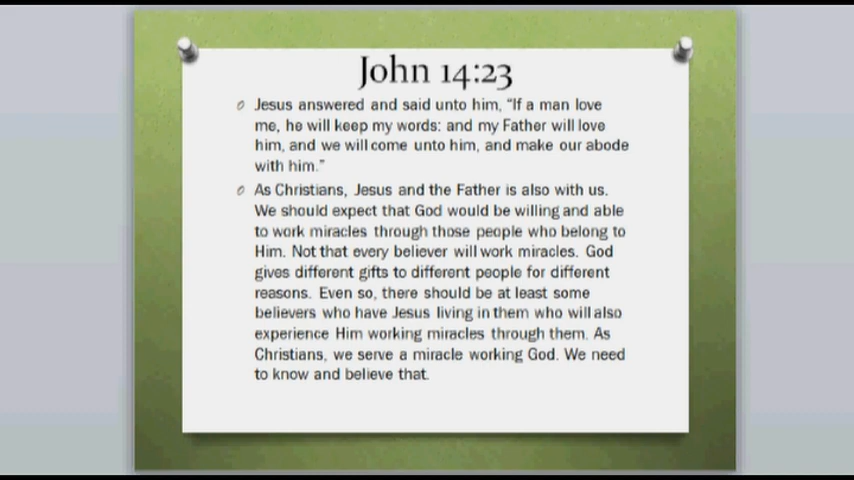 John 14:23
Jesus answered and said unto him, "If a man love
me, he will keep my words: and my Father will love
him, and we will come unto him, and make our abode
with him."
As Christians, Jesus and the Father is also with us.
We should expect that God would be willing and able
to work miracles through those people who belong to
Him. Not that every believer will work miracles. God
gives different gifts to different people for different
reasons. Even so, there should be at least some
believers who have Jesus living in them who will also
experience Him working miracles through them. As
Christians, we serve a miracle working God. We need
to know and believe that.